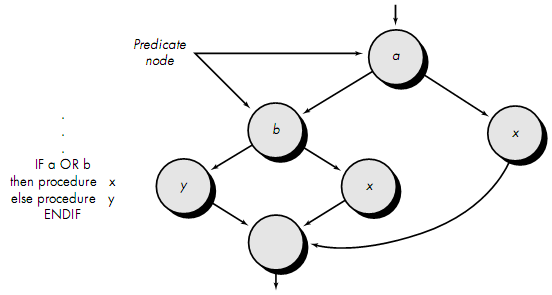 Predicate
node
a
b
x
y
x
.
.
.
IF a OR b
then procedure x
else procedure y
ENDIF